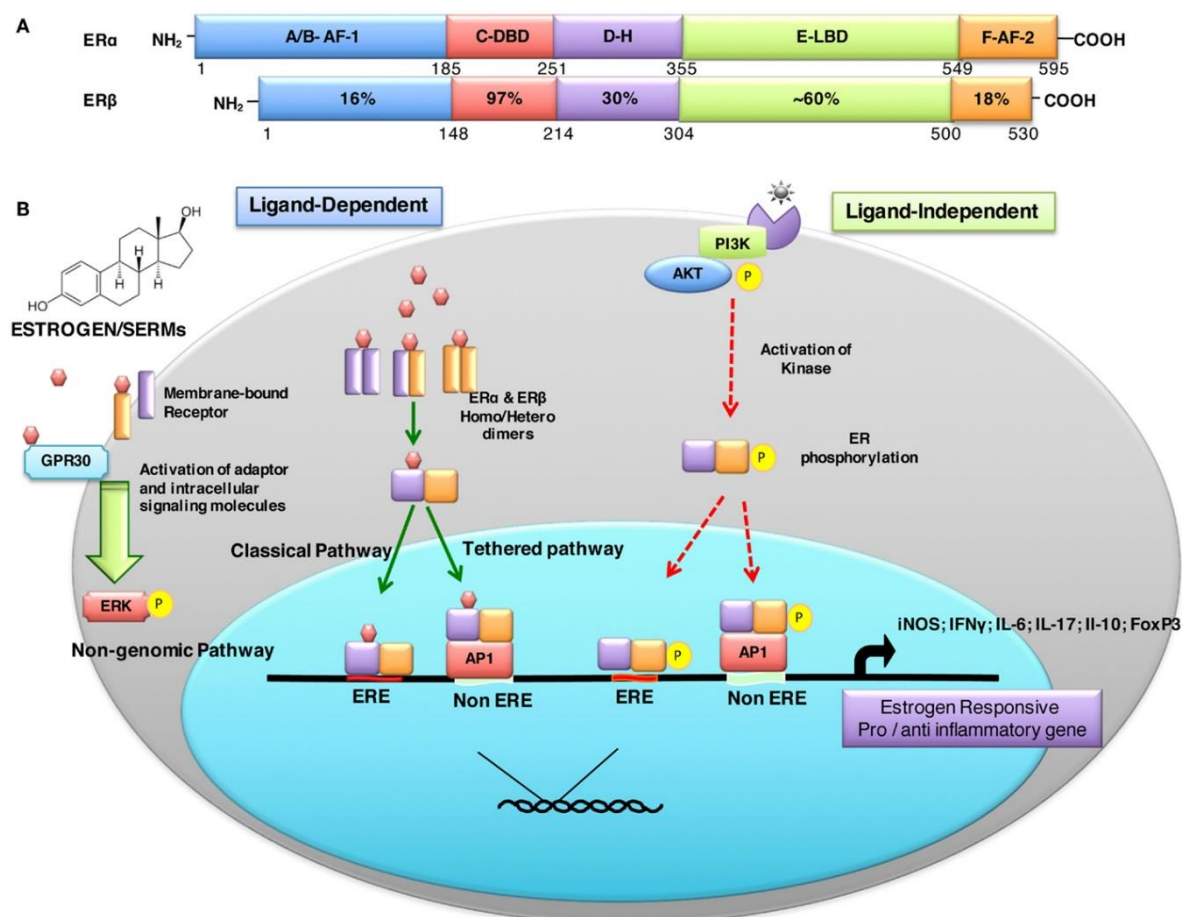 A
ERα NH₂ A/B- AF-1 C-DBD D-H E-LBD F-AF-2 COOH
1 185 251 355 549 595
ERβ NH₂ 16% 97% 30% ~60% 18% COOH
1 148 214 304 500 530
B
OH
H
H H
HO
ESTROGEN/SERMs
Ligand-Dependent
Ligand-Independent
PI3K
AKT P
Activation of
Kinase
Membrane-bound
Receptor
ERα & ERβ
Homo/Hetero
dimers
GPR30
Activation of adaptor
and intracellular
signaling molecules
P
ER
phosphorylation
Classical Pathway
Tethered pathway
ERK P
Non-genomic Pathway
AP1
ERE
Non ERE
P
ERE
P
AP1
Non ERE
iNOS; IFNγ; IL-6; IL-17; Il-10; FoxP3
Estrogen Responsive
Pro / anti inflammatory gene